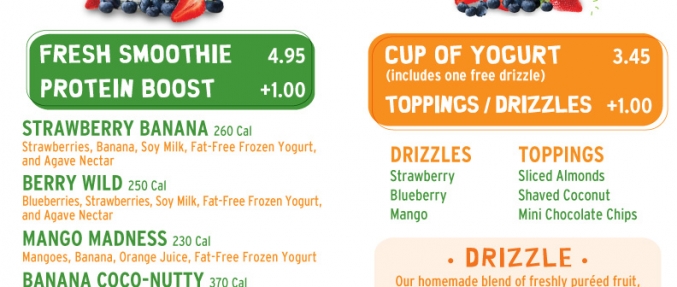 FRESH SMOOTHIE 4.95
PROTEIN BOOST +1.00
STRAWBERRY BANANA 260 Cal
Strawberries, Banana, Soy Milk, Fat-Free Frozen Yogurt,
and Agave Nectar
BERRY WILD 250 Cal
Blueberries, Strawberries, Soy Milk, Fat-Free Frozen Yogurt,
and Agave Nectar
MANGO MADNESS 230 Cal
Mangoes, Banana, Orange Juice, Fat-Free Frozen Yogurt
BANANA COCO-NUTTY 370 Cal
CUP OF YOGURT 3.45
(includes one free drizzle)
TOPPINGS / DRIZZLES +1.00
DRIZZLES
Strawberry
Blueberry
Mango
TOPPINGS
Sliced Almonds
Shaved Coconut
Mini Chocolate Chips
• DRIZZLE •
Our homemade blend of freshly puréed fruit,